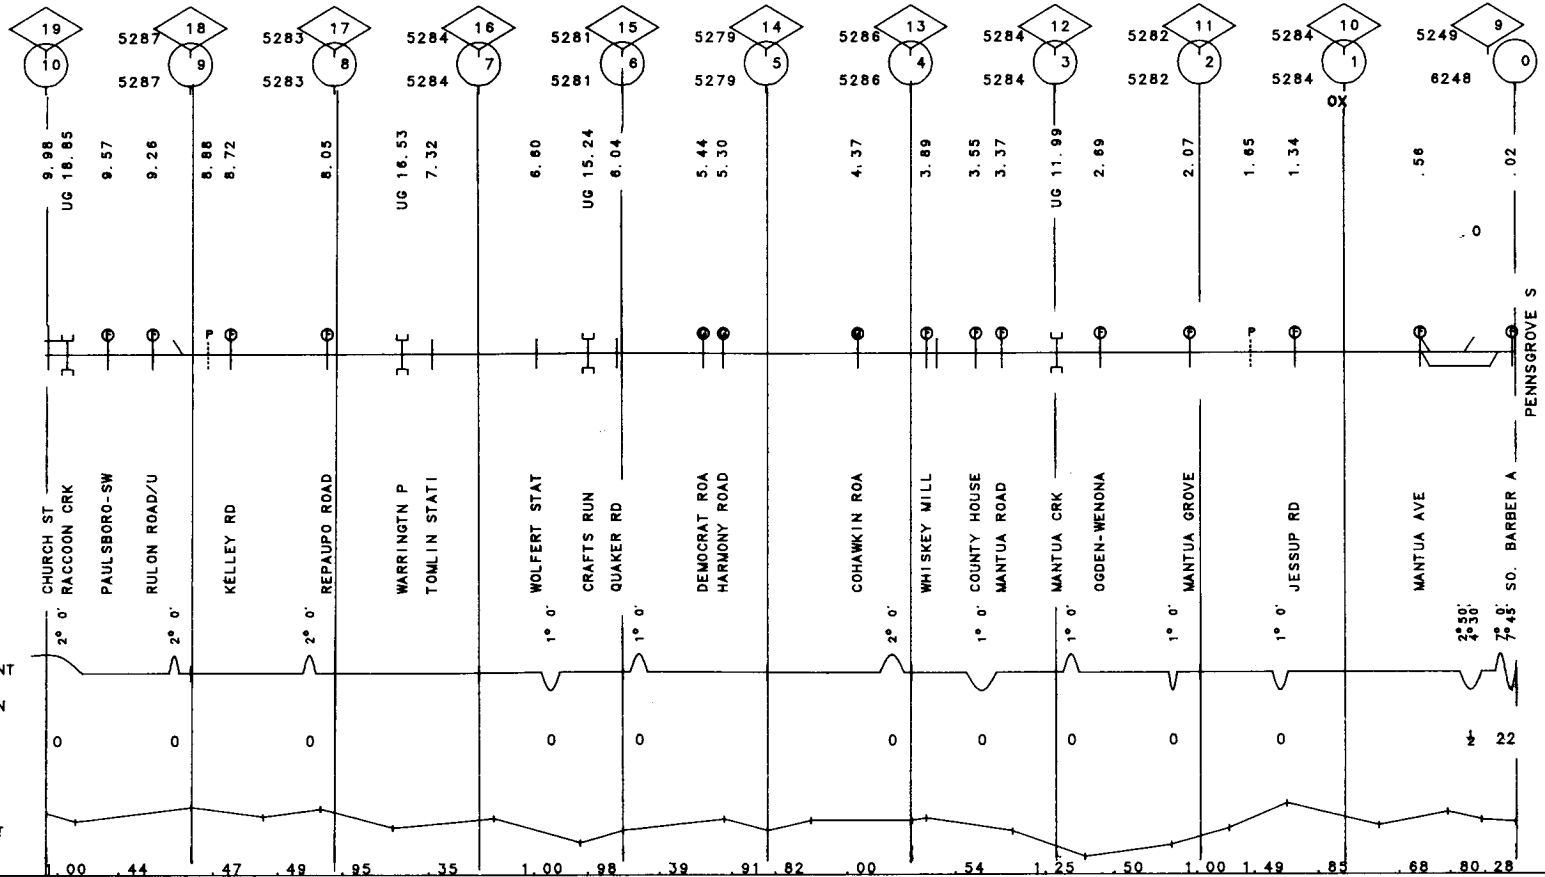 19 18 17 16 15 14 13 12 11 10 9
5287 5283 5284 5281 5279 5286 5284 5282 5284 5249
10 9 8 7 6 5 4 3 2 1 0
5287 5283 5284 5281 5279 5286 5284 5282 5284 6248
OX
9.98
UG 18.85
9.57
9.26
8.88
8.72
8.05
UG 16.53
7.32
6.60
UG 15.24
6.04
5.44
5.30
4.37
3.89
3.55
3.37
UG 11.99
2.69
2.07
1.65
1.34
.56
.02
0
P P
PENNSGROVE S
CHURCH ST
RACCOON CRK
PAULSBORO-SW
RULON ROAD/U
KELLEY RD
REPAUPO ROAD
WARRINGTN P
TOMLIN STATI
WOLFERT STAT
CRAFTS RUN
QUAKER RD
DEMOCRAT ROA
HARMONY ROAD
COHAWKIN ROA
WHISKEY MILL
COUNTY HOUSE
MANTUA ROAD
MANTUA CRK
OGDEN-WENONA
MANTUA GROVE
JESSUP RD
MANTUA AVE
SO. BARBER A
2° 0' 2° 0' 2° 0' 1° 0' 1° 0' 2° 0' 1° 0' 1° 0' 1° 0' 1° 0' 2° 50' 4° 30' 7° 0' 7° 45'
NT
N
0 0 0 0 0 0 0 0 0 0 ½ 22
T
1.00 .44 .47 .49 .95 .35 1.00 .98 .39 .91 .82 .00 .54 1.25 .50 1.00 1.49 .85 .68 .80 .28